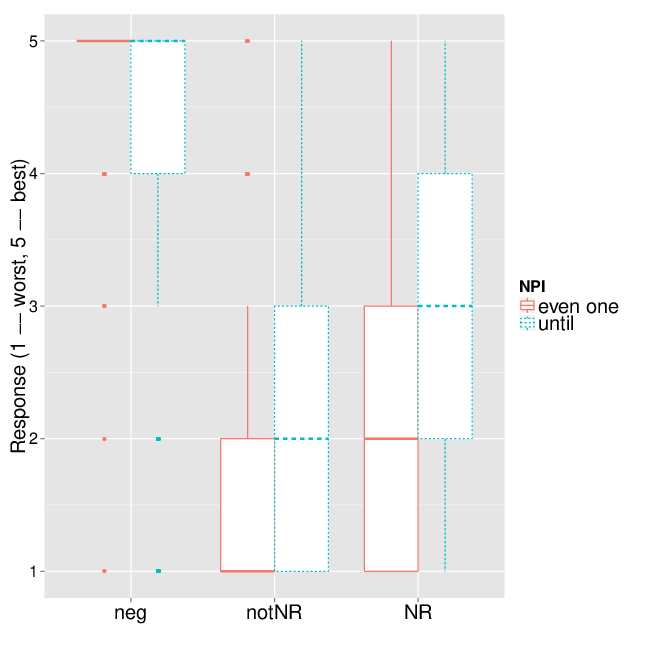 Response (1 −− worst, 5 −− best)
5
4
3
2
1
neg notNR NR
NPI
even one
until